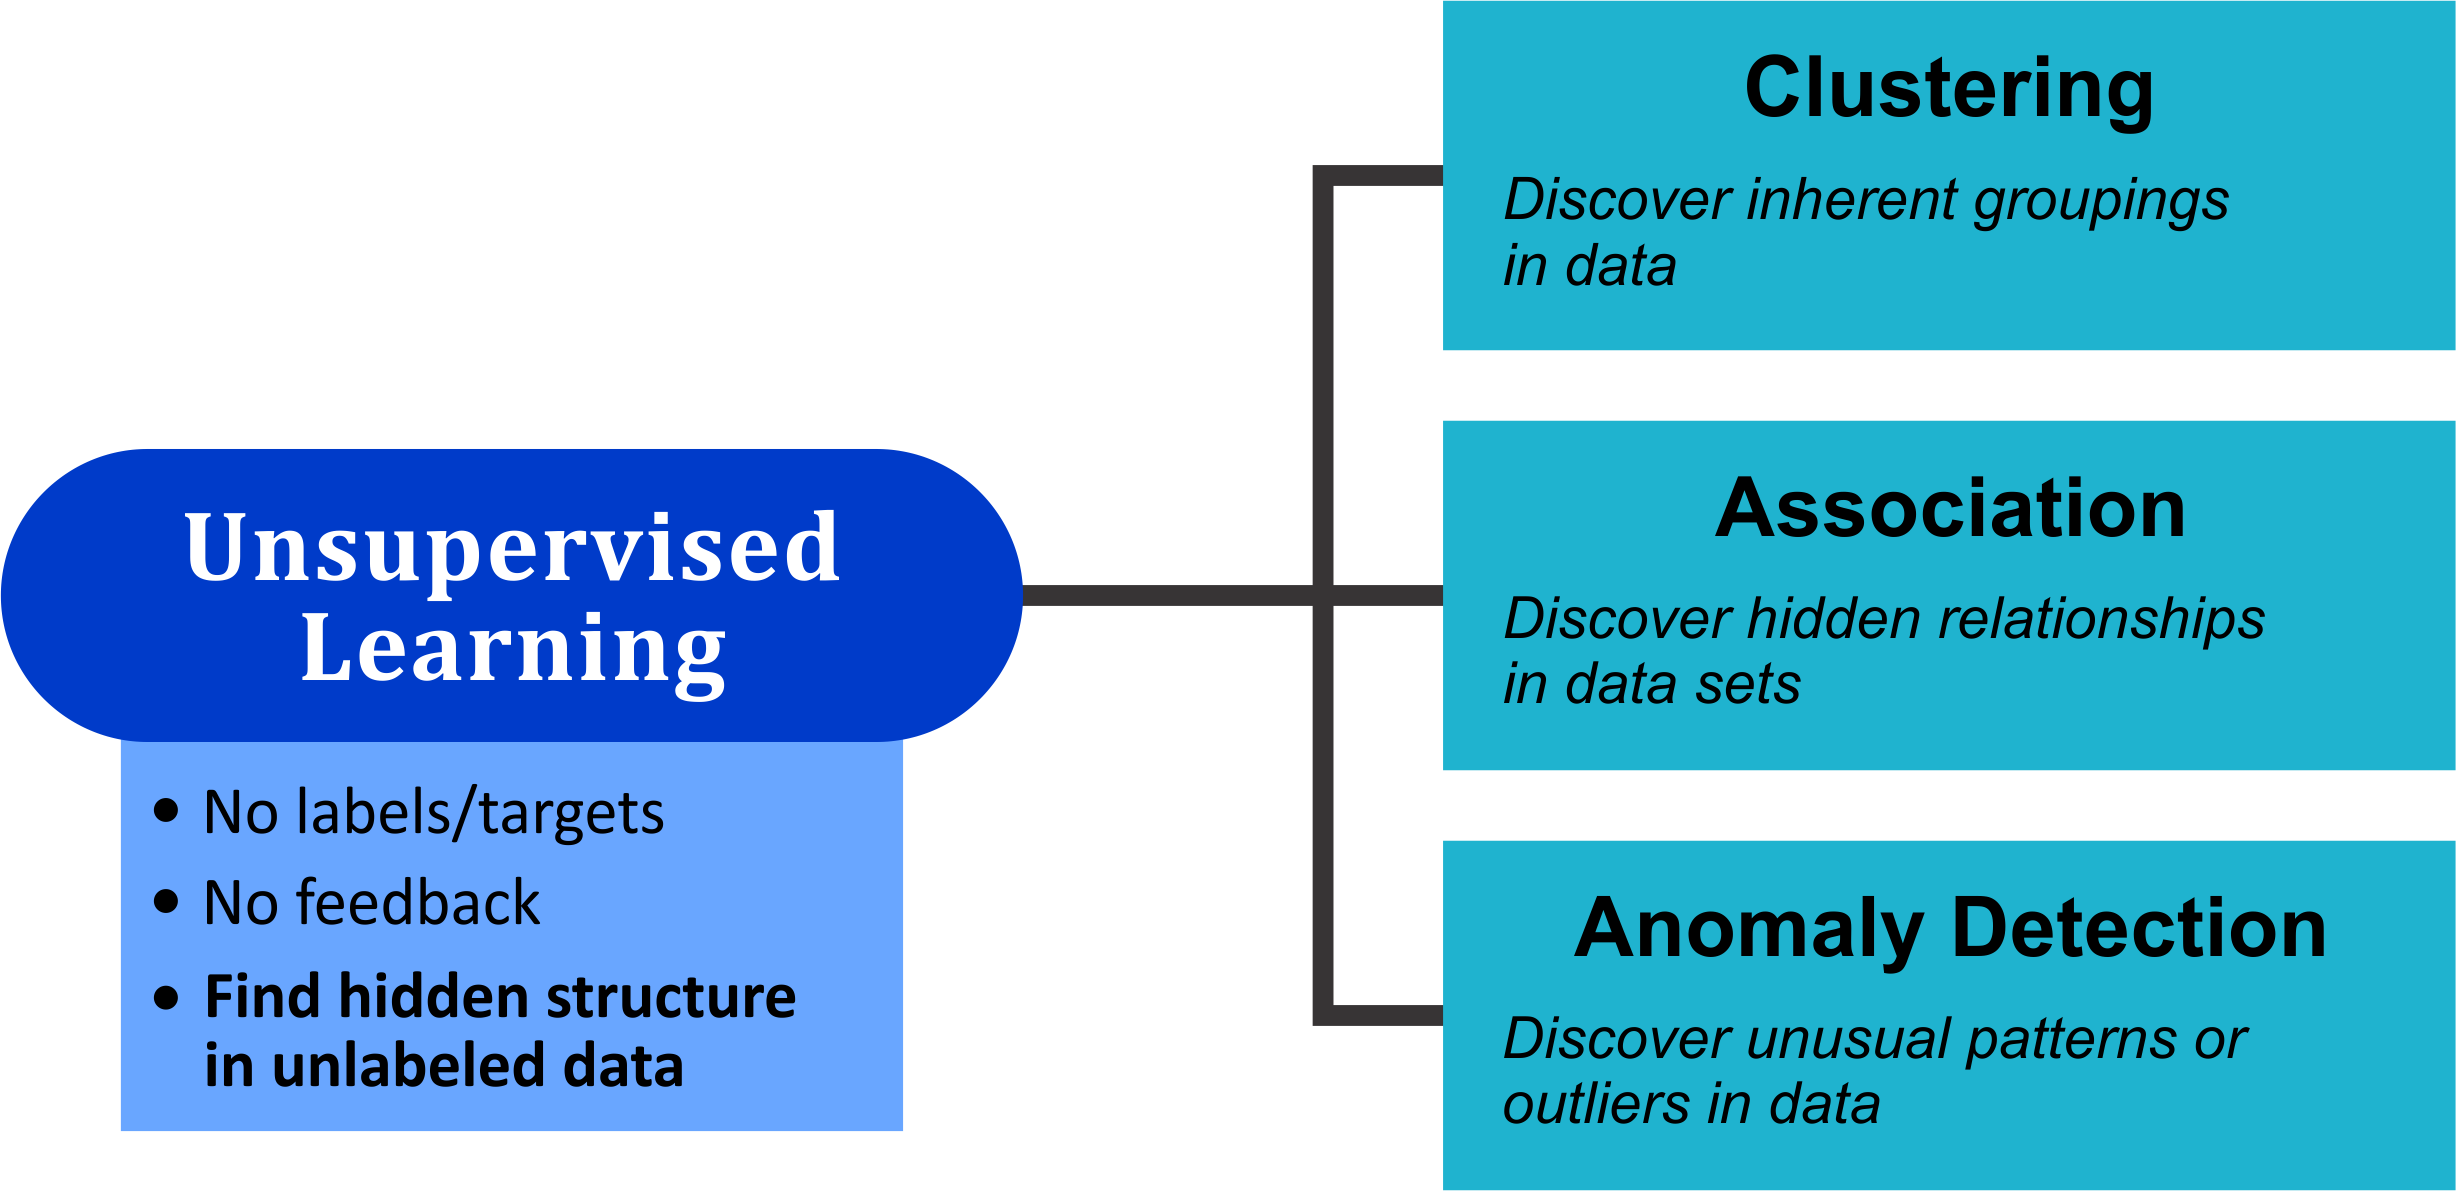 Unsupervised
Learning
• No labels/targets
• No feedback
• Find hidden structure
in unlabeled data
Clustering
Discover inherent groupings
in data
Association
Discover hidden relationships
in data sets
Anomaly Detection
Discover unusual patterns or
outliers in data